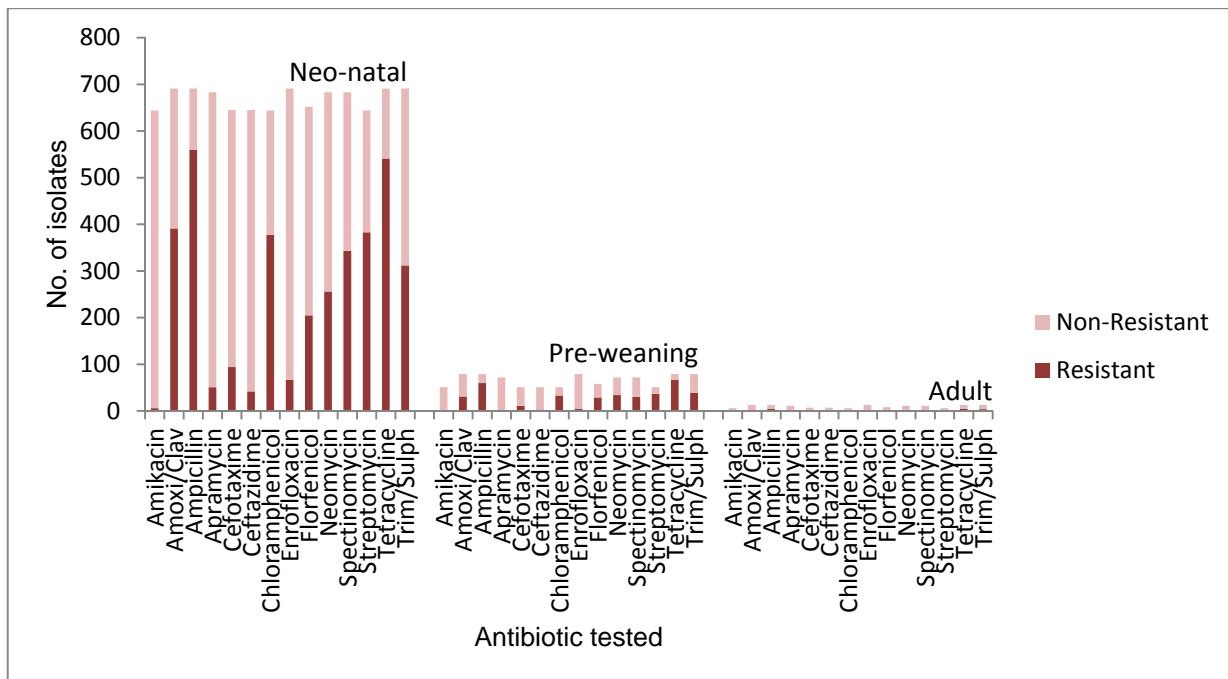 800
700
600
500
400
300
200
100
0
No. of isolates
Neo-natal
Pre-weaning
Adult
Amikacin
Amoxi/Clav
Ampicillin
Apramycin
Cefotaxime
Ceftazidime
Chloramphenicol
Enrofloxacin
Florfenicol
Neomycin
Spectinomycin
Streptomycin
Tetracycline
Trim/Sulph
Amikacin
Amoxi/Clav
Ampicillin
Apramycin
Cefotaxime
Ceftazidime
Chloramphenicol
Enrofloxacin
Florfenicol
Neomycin
Spectinomycin
Streptomycin
Tetracycline
Trim/Sulph
Amikacin
Amoxi/Clav
Ampicillin
Apramycin
Cefotaxime
Ceftazidime
Chloramphenicol
Enrofloxacin
Florfenicol
Neomycin
Spectinomycin
Streptomycin
Tetracycline
Trim/Sulph
Antibiotic tested
Non-Resistant
Resistant